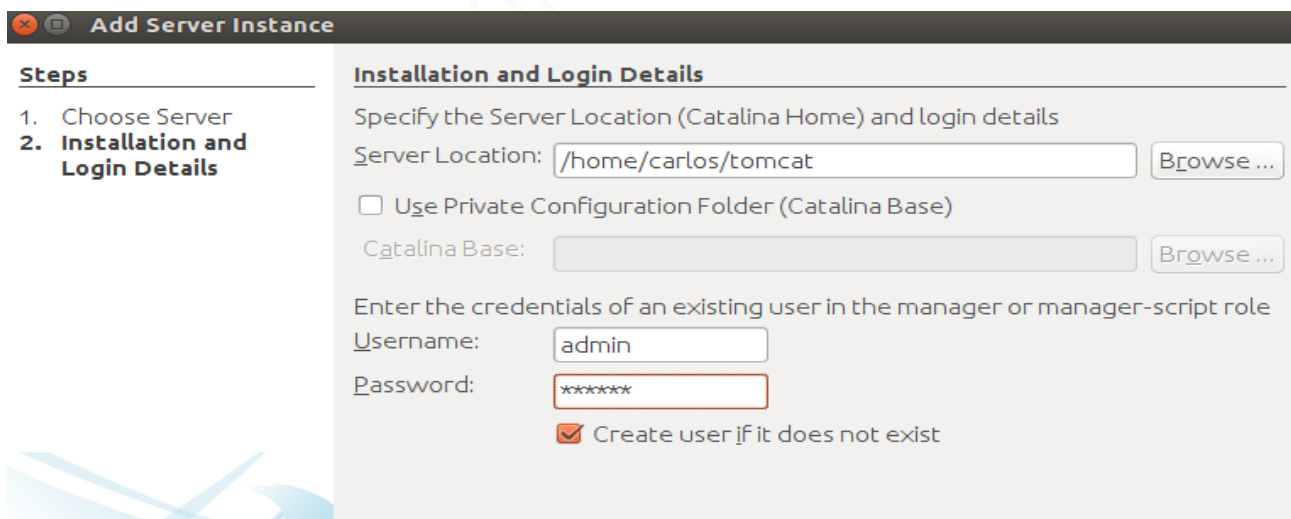 Add Server Instance
Steps
1. Choose Server
2. Installation and
Login Details
Installation and Login Details
Specify the Server Location (Catalina Home) and login details
Server Location: /home/carlos/tomcat Browse ...
Use Private Configuration Folder (Catalina Base)
Catalina Base: Browse ...
Enter the credentials of an existing user in the manager or manager-script role
Username: admin
Password: ******
Create user if it does not exist